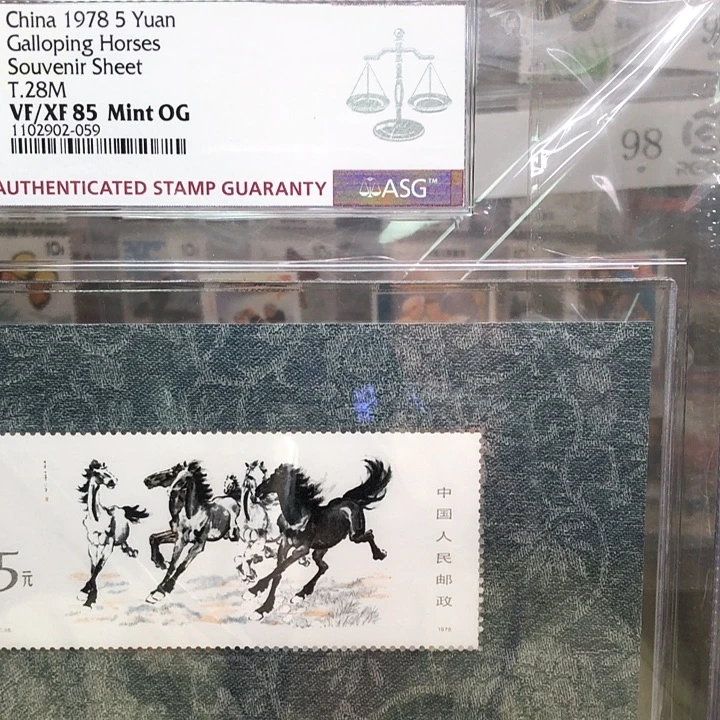 China 1978 5 Yuan
Galloping Horses
Souvenir Sheet
T.28M
VF/XF 85 Mint OG
1102902-059
AUTHENTICATED STAMP GUARANTY
ASG™
98
中国人民邮政
5元
1978